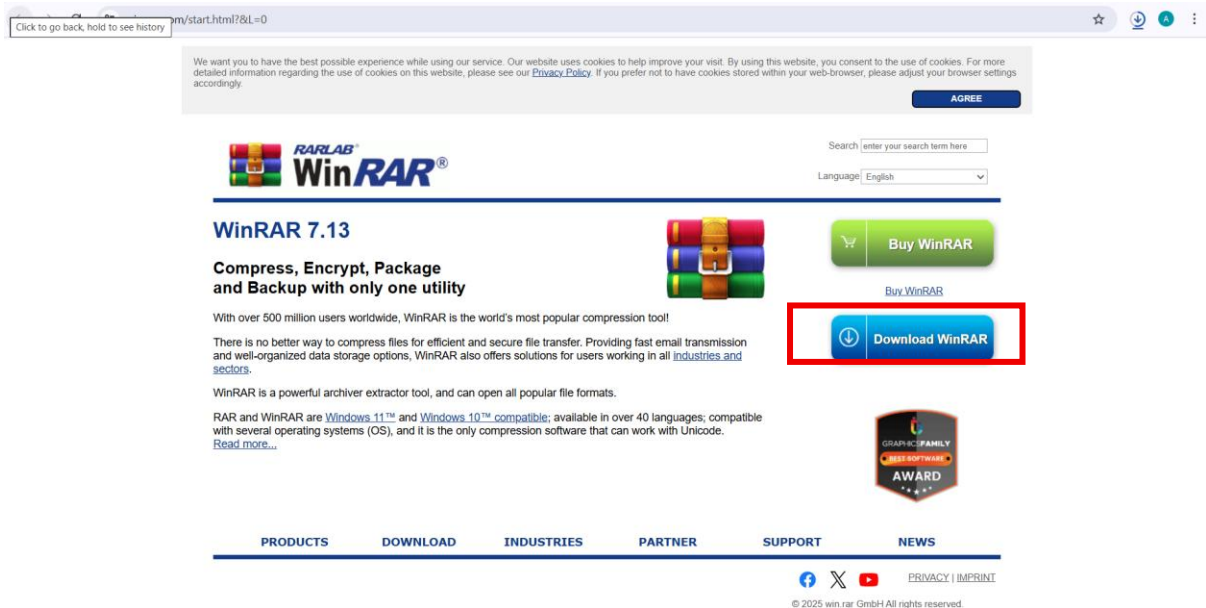 Click to go back, hold to see history
om/start.html?&L=0
A
We want you to have the best possible experience while using our service. Our website uses cookies to help improve your visit. By using this website, you consent to the use of cookies. For more
detailed information regarding the use of cookies on this website, please see our Privacy Policy. If you prefer not to have cookies stored within your web-browser, please adjust your browser settings
accordingly.
AGREE
RARLAB®
WinRAR®
Search enter your search term here
Language English
WinRAR 7.13
Compress, Encrypt, Package
and Backup with only one utility
With over 500 million users worldwide, WinRAR is the world's most popular compression tool!
There is no better way to compress files for efficient and secure file transfer. Providing fast email transmission
and well-organized data storage options, WinRAR also offers solutions for users working in all industries and
sectors.
WinRAR is a powerful archiver extractor tool, and can open all popular file formats.
RAR and WinRAR are Windows 11™ and Windows 10™ compatible; available in over 40 languages; compatible
with several operating systems (OS), and it is the only compression software that can work with Unicode.
Read more...
Buy WinRAR
Buy WinRAR
Download WinRAR
GRAPHICSFAMILY
BEST SOFTWARE
AWARD
PRODUCTS DOWNLOAD INDUSTRIES PARTNER SUPPORT NEWS
PRIVACY | IMPRINT
© 2025 win.rar GmbH All rights reserved.